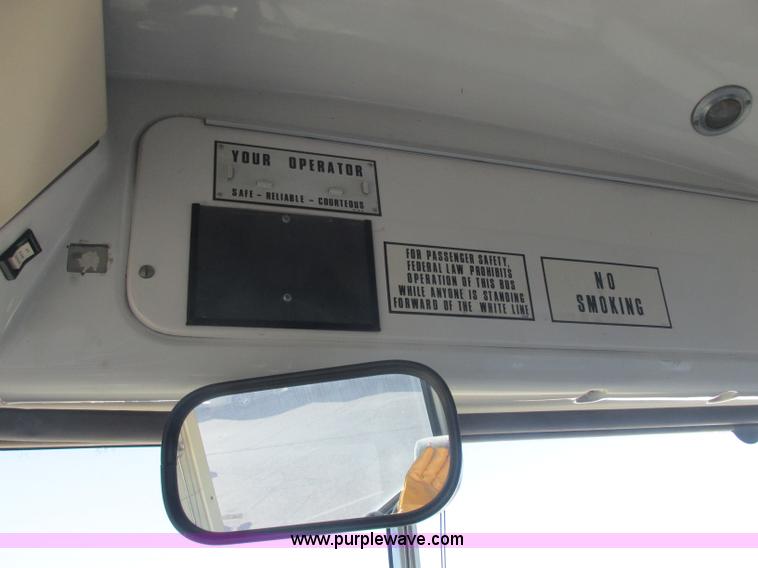 YOUR OPERATOR
SAFE - RELIABLE - COURTEOUS
FOR PASSENGER SAFETY,
FEDERAL LAW PROHIBITS
OPERATION OF THIS BUS
WHILE ANYONE IS STANDING
FORWARD OF THE WHITE LINE
NO
SMOKING
www.purplewave.com